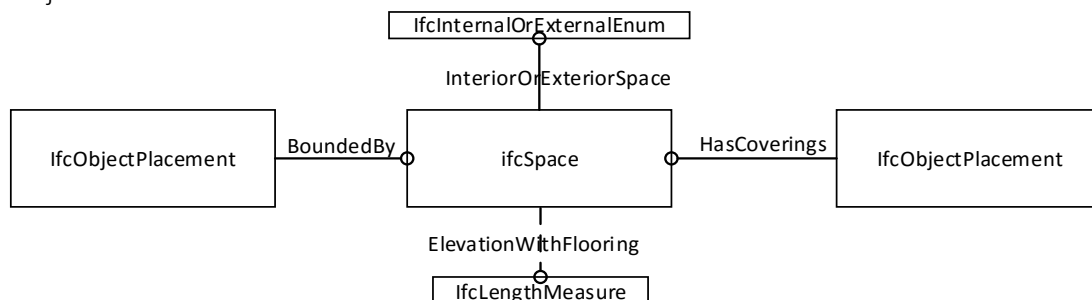 IfcInternalOrExternalEnum
InteriorOrExteriorSpace
IfcObjectPlacement
BoundedBy
ifcSpace
HasCoverings
IfcObjectPlacement
ElevationWithFlooring
IfcLengthMeasure